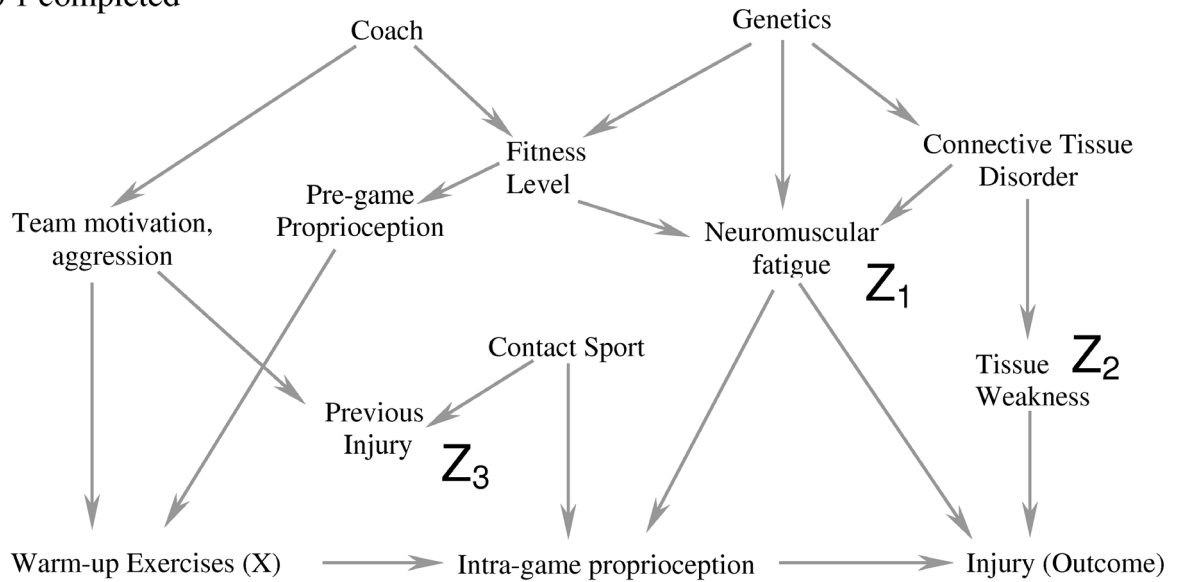 completed
Coach
Genetics
Fitness
Level
Connective Tissue
Disorder
Pre-game
Proprioception
Team motivation,
aggression
Neuromuscular
fatigue
Z1
Contact Sport
Tissue
Weakness
Z2
Previous
Injury
Z3
Warm-up Exercises (X)
Intra-game proprioception
Injury (Outcome)